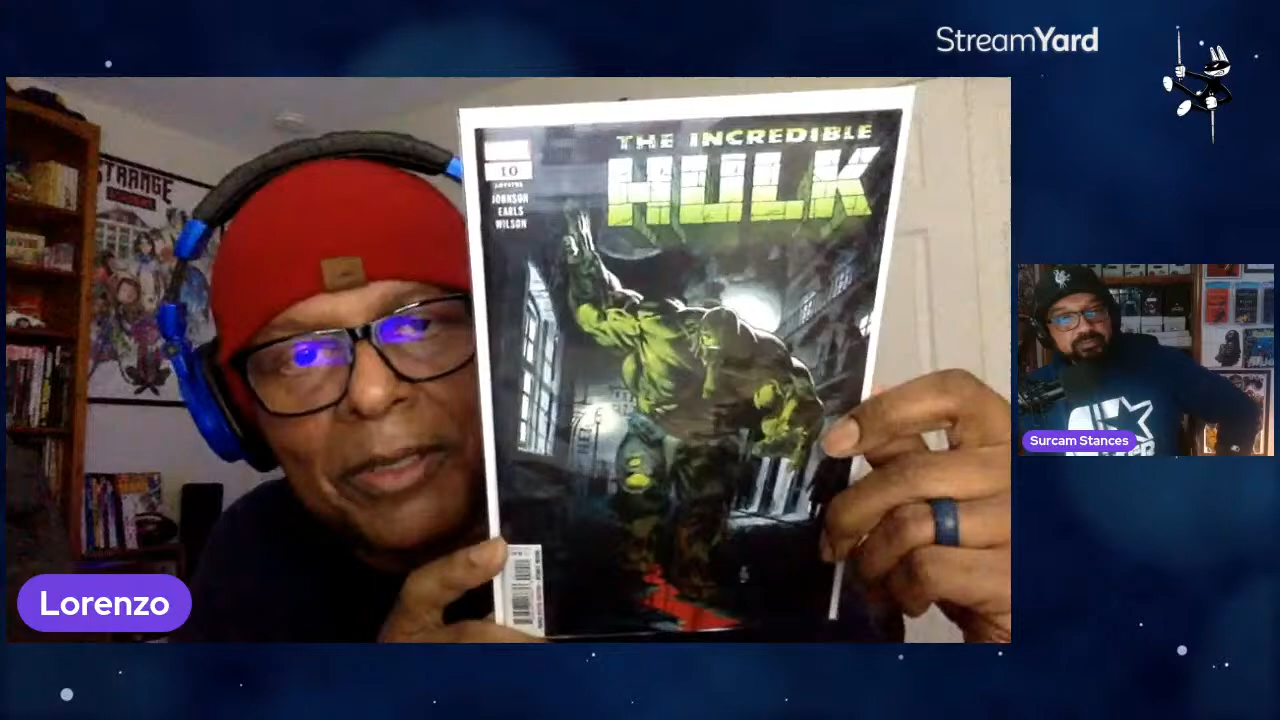 StreamYard
STRANGE
THE INCREDIBLE
HULK
10
JOHNSON
EARLS
WILSON
Surcam Stances
Lorenzo